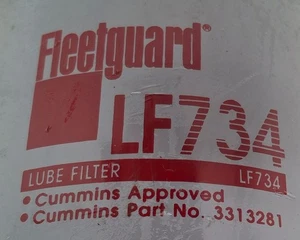 Fleetguard®
LF734
LUBE FILTER LF734
• Cummins Approved
• Cummins Part No. 3313281